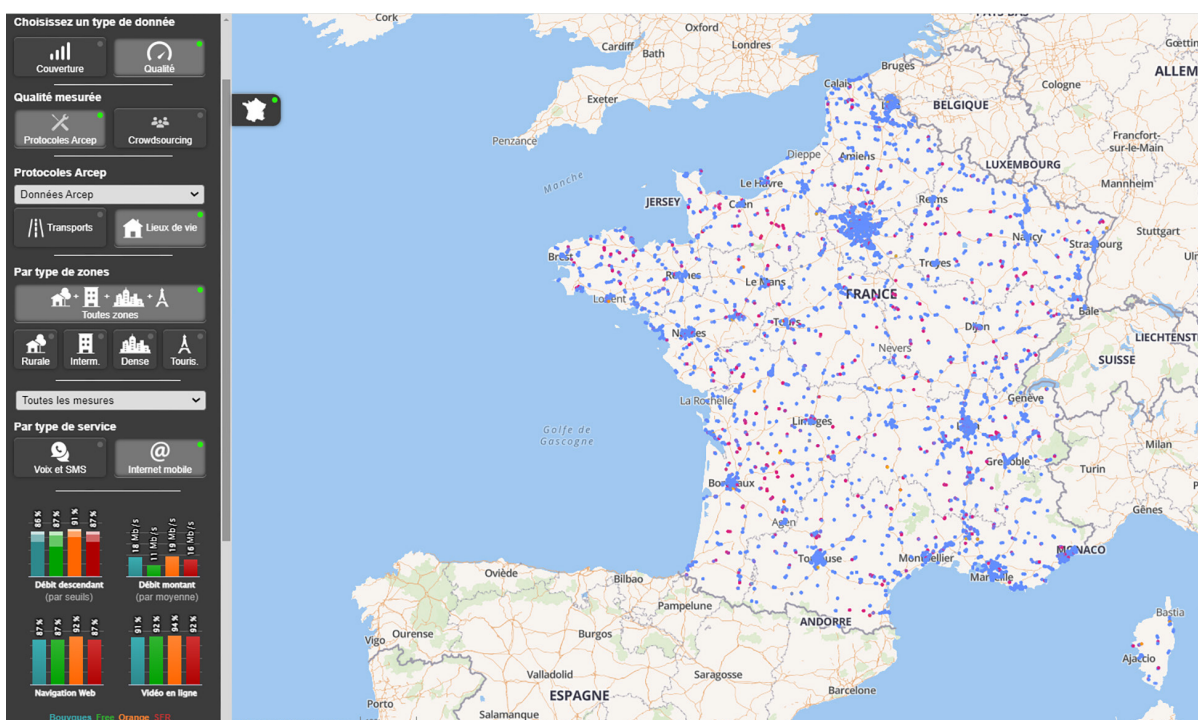 Choisissez un type de donnée
Couverture
Qualité
Qualité mesurée
Protocoles Arcep
Crowdsourcing
Protocoles Arcep
Données Arcep
Transports
Lieux de vie
Par type de zones
+ + +
Toutes zones
Rurale
Interm.
Dense
Touris.
Toutes les mesures
Par type de service
Voix et SMS
@
Internet mobile
86 % 87 % 91 % 87 %
Débit descendant
(par seuils)
18 Mb/s 11 Mb/s 19 Mb/s 16 Mb/s
Débit montant
(par moyenne)
87 % 87 % 92 % 87 %
Navigation Web
91 % 92 % 94 % 92 %
Vidéo en ligne
Bouygues Free Orange SFR
Cork
Oxford
Cardiff
Bath
Londres
PAYS-BAS
Bruges
Calais
Exeter
Penzance
BELGIQUE
Cologne
ALLEM
Francfort-
sur-le-Main
Dieppe
Amiens
LUXEMBOURG
Mannheim
Manche
Le Havre
JERSEY
Caen
Reims
Nancy
Strasbourg
Stuttgart
Ulm
Brest
Rennes
Le Mans
Troyes
Lorient
FRANCE
Bâle
Nantes
Tours
Dijon
LIECHTENST
Nevers
SUISSE
La Rochelle
Genève
Golfe de
Gascogne
Limoges
Milan
Grenoble
Turin
Bordeaux
Gênes
Agen
Toulouse
Montpellier
MONACO
Marseille
Oviède
Bilbao
Pampelune
ANDORRE
Bastia
Vigo
Ourense
Burgos
Ajaccio
Valladolid
Saragosse
Barcelone
Porto
ESPAGNE
Salamanque